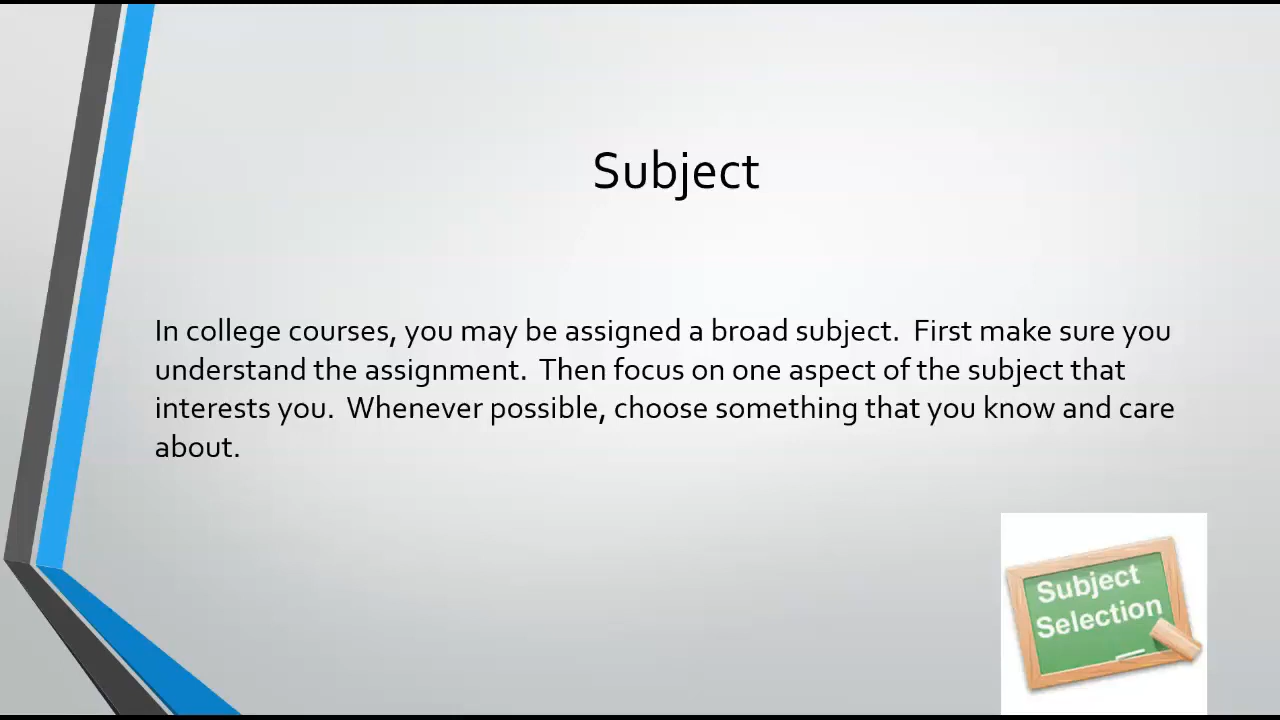 Subject
In college courses, you may be assigned a broad subject.  First make sure you
understand the assignment.  Then focus on one aspect of the subject that
interests you.  Whenever possible, choose something that you know and care
about.
Subject
Selection